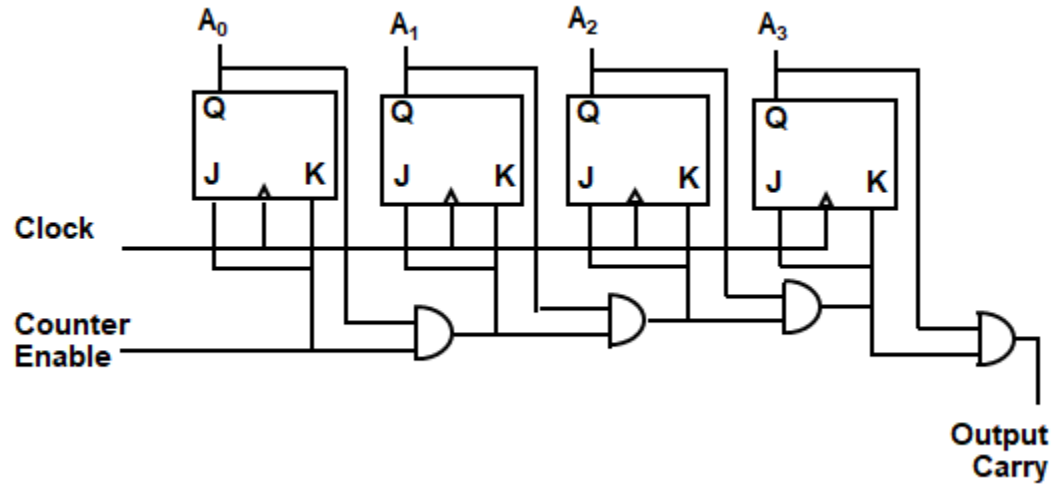 A₀ A₁ A₂ A₃
Q Q Q Q
J K J K J K J K
Clock
Counter
Enable
Output
Carry